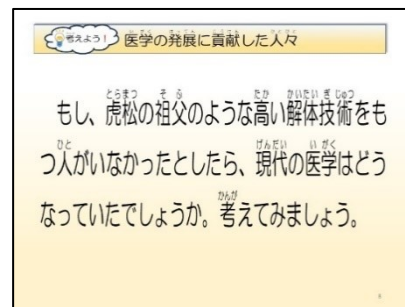 考えよう！ 医学の発展に貢献した人々
もし、虎松の祖父のような高い解体技術をも
つ人がいなかったとしたら、現代の医学はどう
なっていたでしょうか。考えてみましょう。